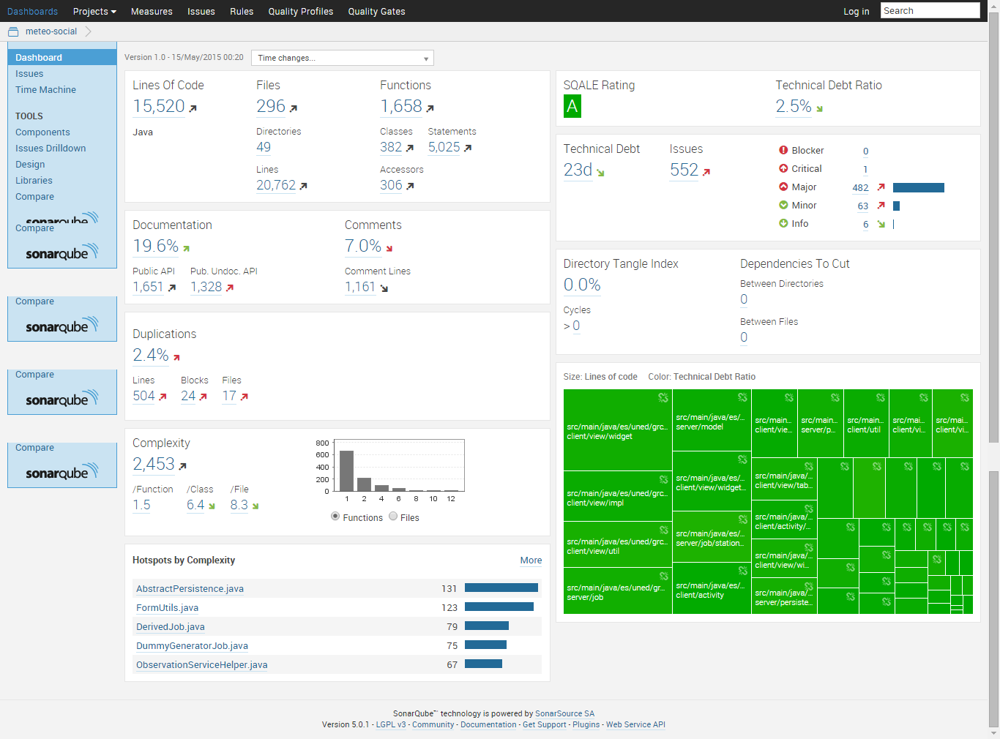 Dashboards Projects Measures Issues Rules Quality Profiles Quality Gates Log in Search
meteo-social
Dashboard
Issues
Time Machine
TOOLS
Components
Issues Drilldown
Design
Libraries
Compare
sonarqube
Compare
sonarqube
Compare
sonarqube
Compare
sonarqube
Compare
sonarqube
Version 1.0 - 15/May/2015 00:20 Time changes...
Lines Of Code Files Functions
15,520 296 1,658
Java Directories Classes Statements
49 382 5,025
Lines Accessors
20,762 306
Documentation Comments
19.6% 7.0%
Public API Pub. Undoc. API Comment Lines
1,651 1,328 1,161
Duplications
2.4%
Lines Blocks Files
504 24 17
Complexity
2,453
/Function /Class /File
1.5 6.4 8.3
800
600
400
200
0
1 2 4 6 8 10 12
Functions Files
Hotspots by Complexity More
AbstractPersistence.java 131
FormUtils.java 123
DerivedJob.java 79
DummyGeneratorJob.java 75
ObservationServiceHelper.java 67
SQALE Rating Technical Debt Ratio
A 2.5%
Technical Debt Issues
23d 552
Blocker 0
Critical 1
Major 482
Minor 63
Info 6
Directory Tangle Index Dependencies To Cut
0.0% Between Directories
0
Cycles
> 0
Between Files
0
Size: Lines of code Color: Technical Debt Ratio
src/main/java/es/uned/grc...
client/view/widget
src/main/java/es/uned/grc...
client/view/impl
src/main/java/es/uned/grc...
client/view/util
src/main/java/es/uned/gr...
server/job
src/main/java/es/...
server/model
src/main/java/es/...
client/view/widget...
src/main/java/es/...
server/job/station...
src/main/java/es/...
client/activity
src/main...
client/vie...
src/main...
server/p...
src/main...
client/util
src/mai...
client/vi...
src/mai...
client/vi...
src/main/java/...
client/view/tab...
src/main/java/...
client/activity/...
src/main/java/...
client/view/wi...
src/main/java/...
server/persiste...
SonarQube™ technology is powered by SonarSource SA
Version 5.0.1 - LGPL v3 - Community - Documentation - Get Support - Plugins - Web Service API